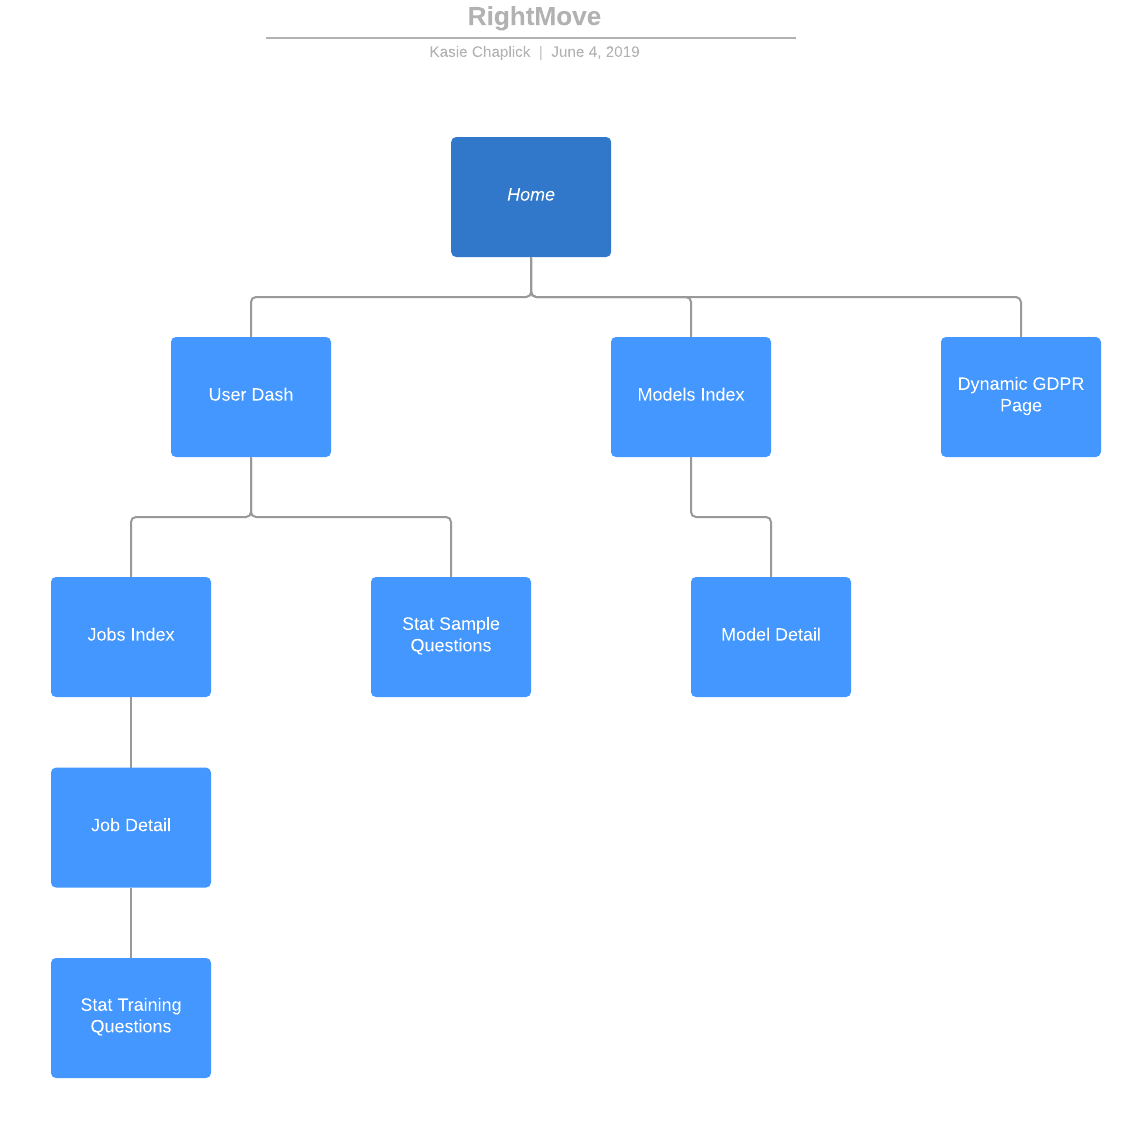 RightMove
Kasie Chaplick | June 4, 2019
Home
User Dash
Models Index
Dynamic GDPR
Page
Jobs Index
Stat Sample
Questions
Model Detail
Job Detail
Stat Training
Questions